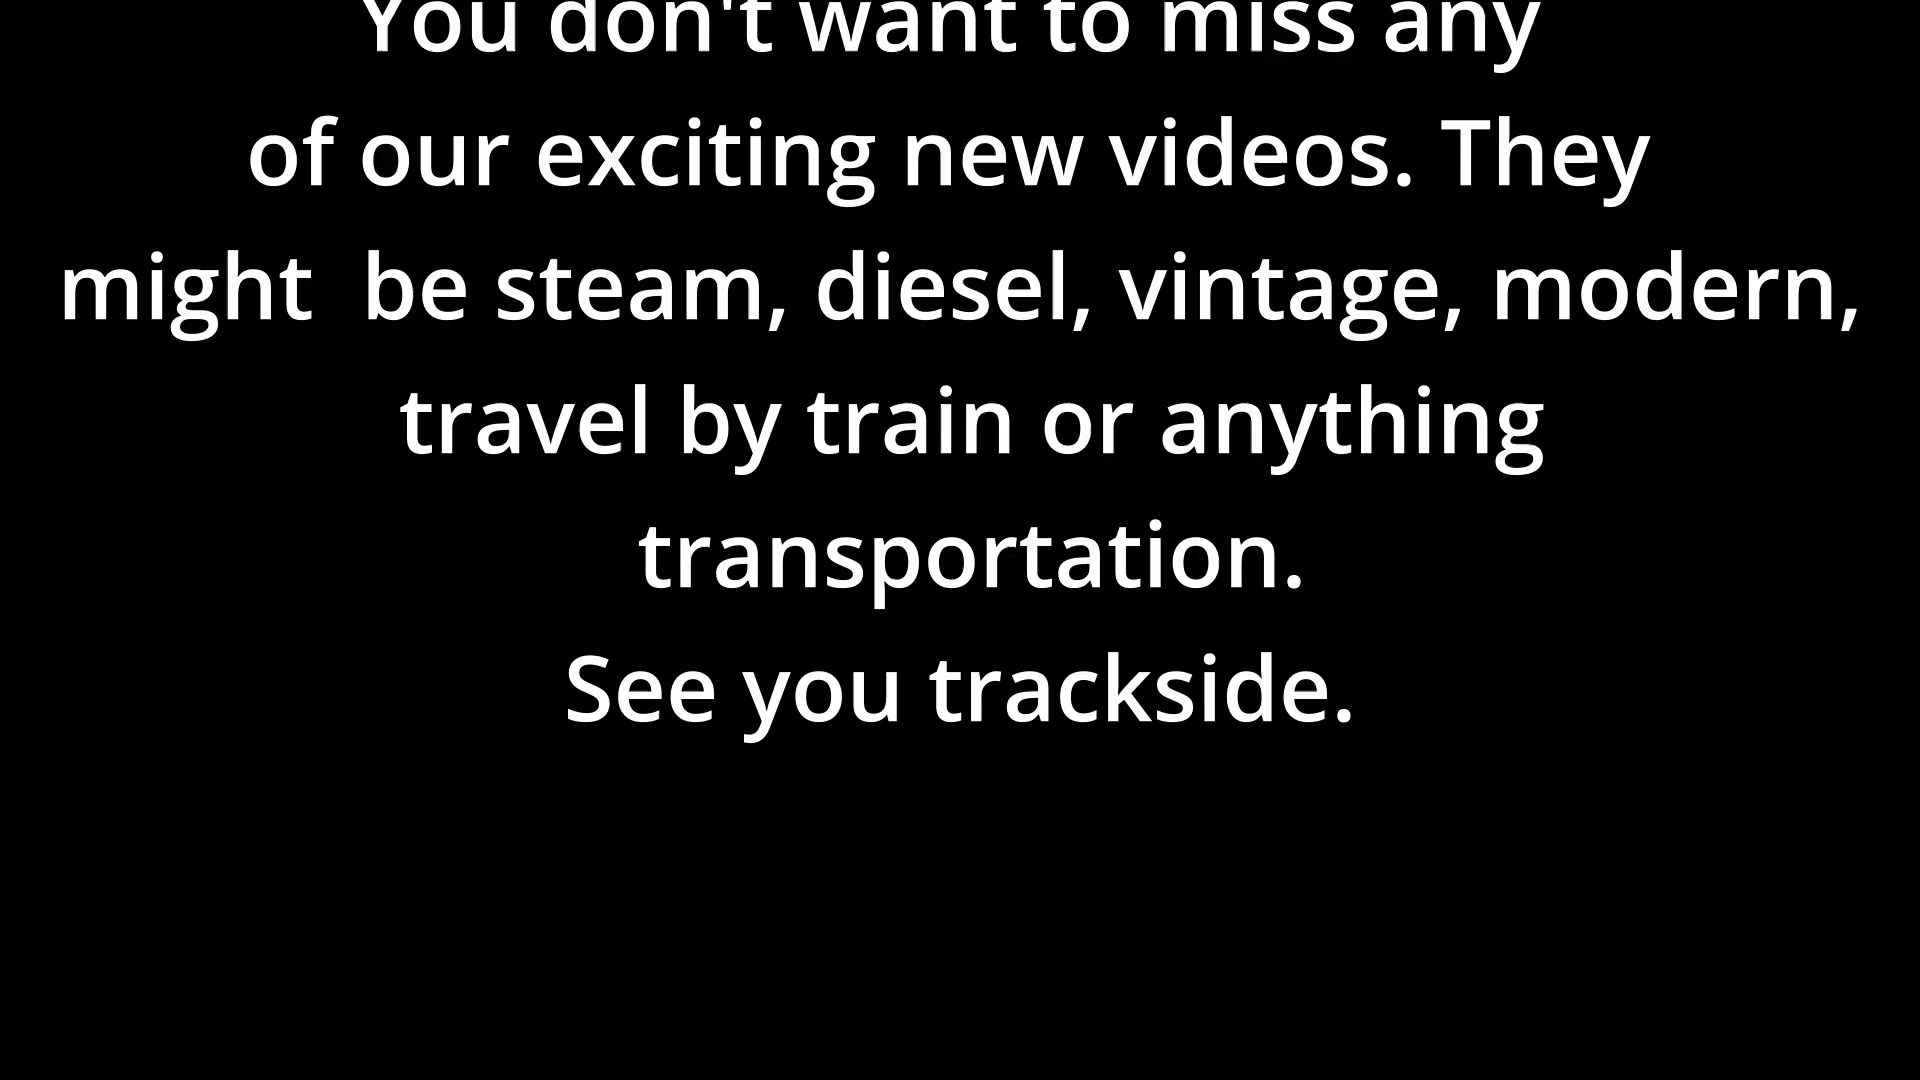 You don't want to miss any
of our exciting new videos. They
might  be steam, diesel, vintage, modern,
travel by train or anything
transportation.
See you trackside.